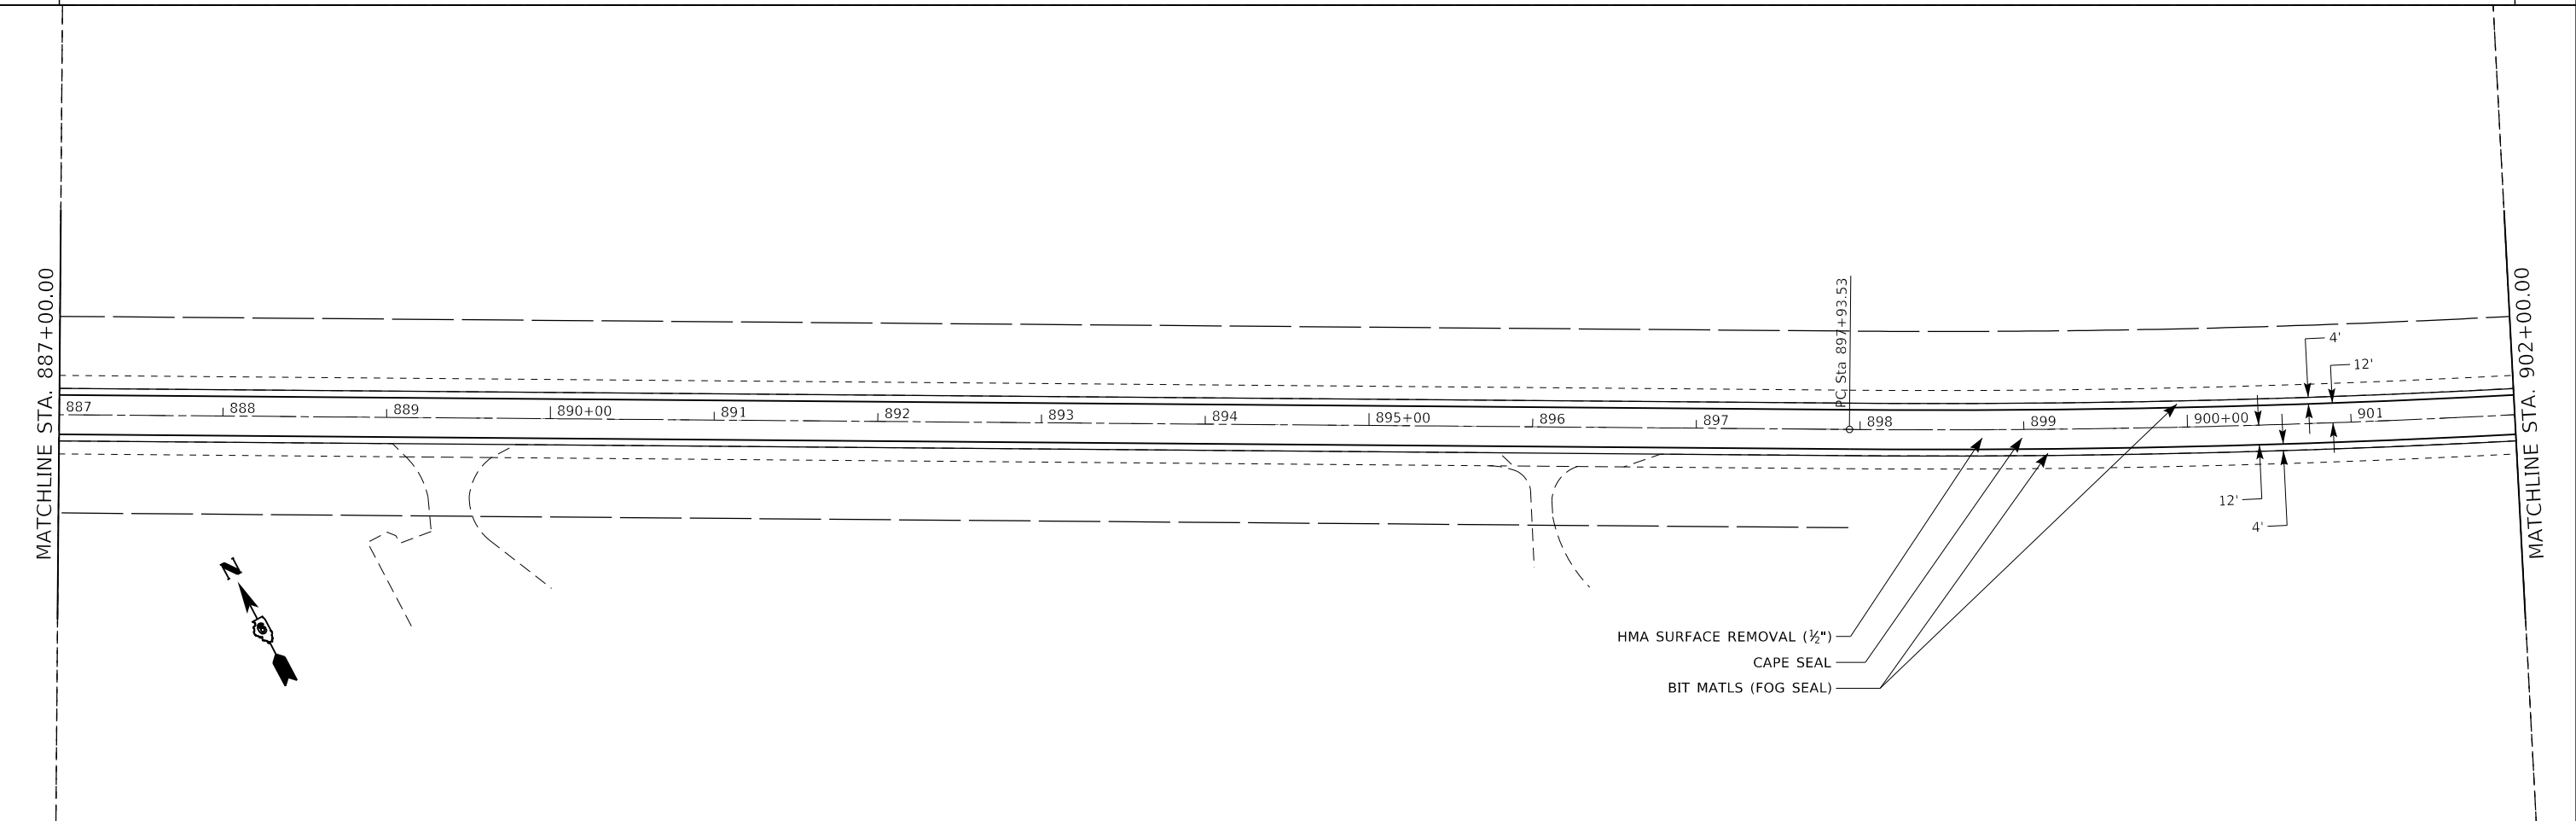 MATCHLINE STA. 887+00.00
887
888
889
890+00
891
892
893
894
895+00
896
897
PC Sta 897+93.53
898
899
900+00
901
4'
12'
12'
4'
MATCHLINE STA. 902+00.00
N
HMA SURFACE REMOVAL (½")
CAPE SEAL
BIT MATLS (FOG SEAL)